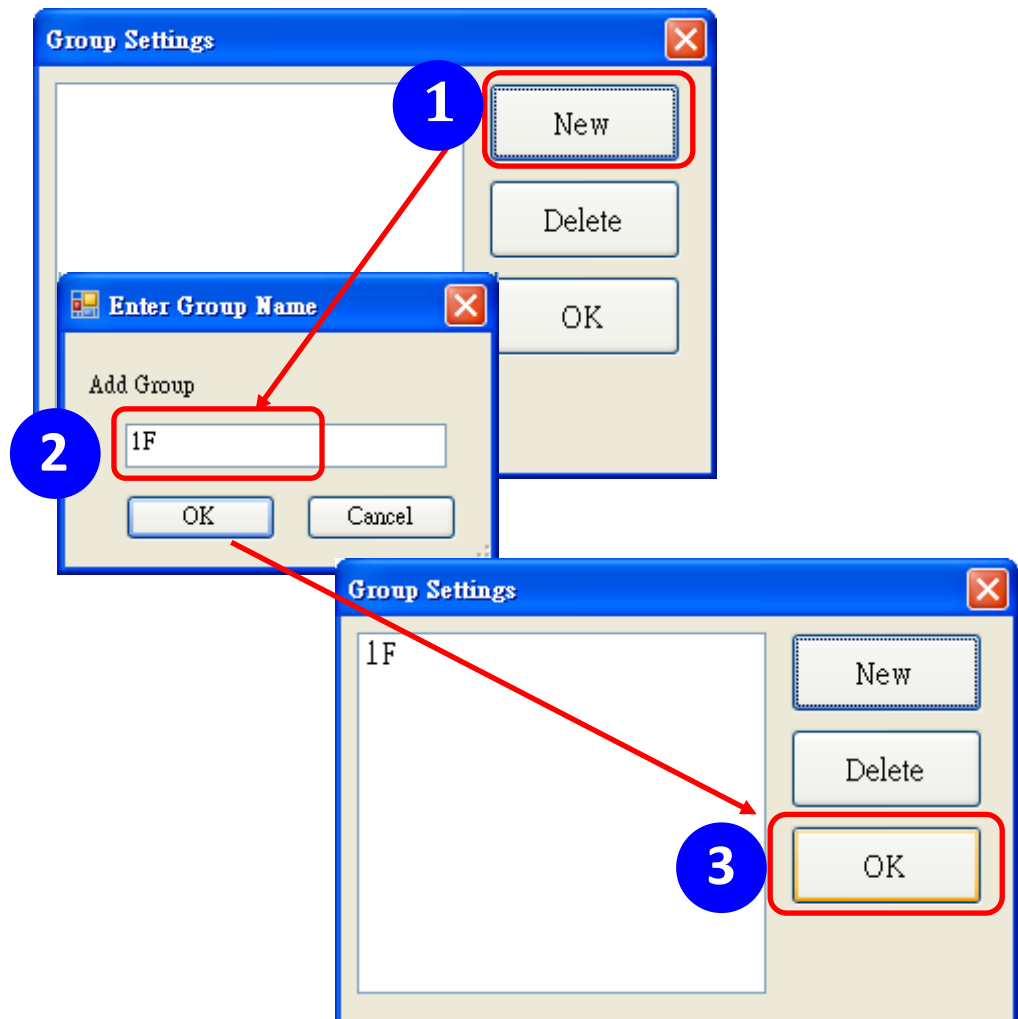 Group Settings
1
New
Delete
OK
Enter Group Name
Add Group
2
1F
OK
Cancel
Group Settings
1F
New
Delete
3
OK